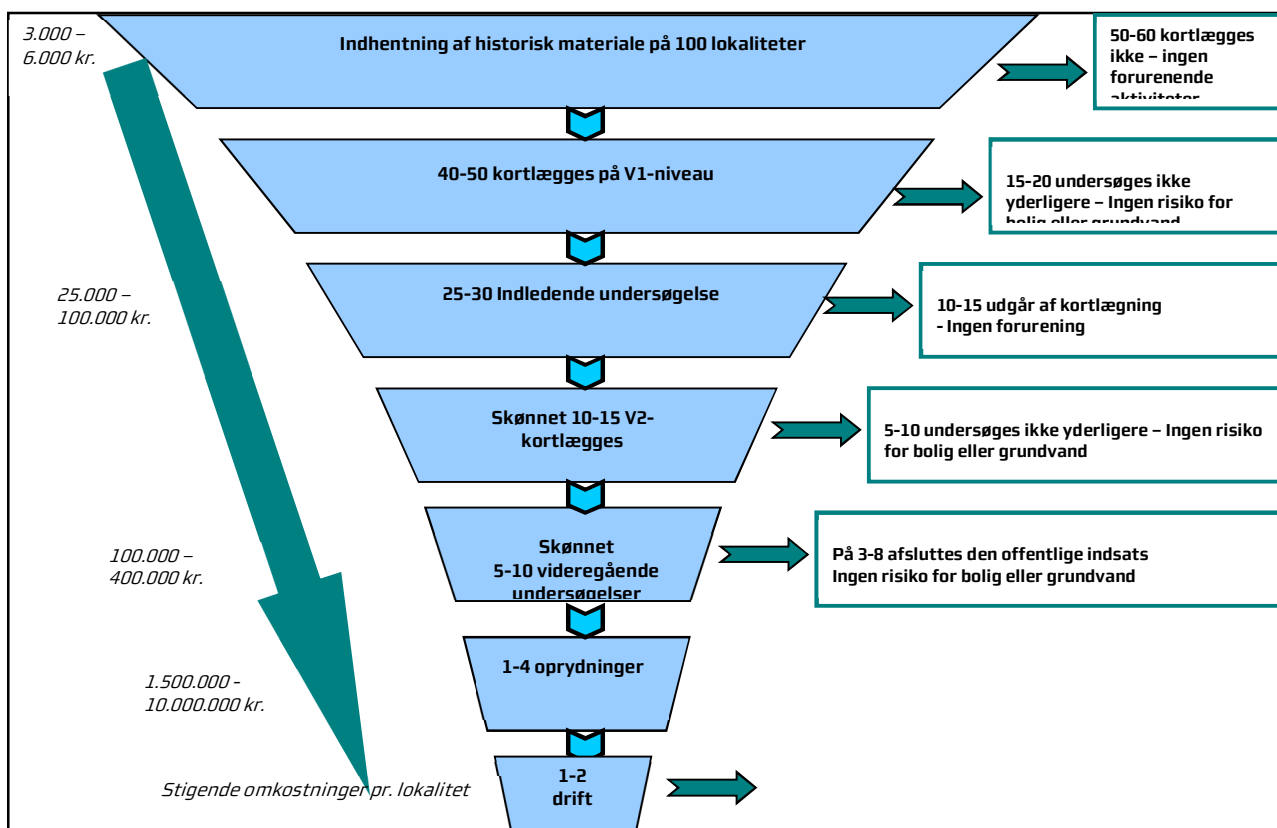 3.000 –
6.000 kr.
Indhentning af historisk materiale på 100 lokaliteter
50-60 kortlægges
ikke – ingen
forurenende
aktiviteter
40-50 kortlægges på V1-niveau
15-20 undersøges ikke
yderligere – Ingen risiko for
bolig eller grundvand
25.000 –
100.000 kr.
25-30 Indledende undersøgelse
10-15 udgår af kortlægning
- Ingen forurening
Skønnet 10-15 V2-
kortlægges
5-10 undersøges ikke yderligere – Ingen risiko
for bolig eller grundvand
100.000 –
400.000 kr.
Skønnet
5-10 videregående
undersøgelser
På 3-8 afsluttes den offentlige indsats
Ingen risiko for bolig eller grundvand
1.500.000 -
10.000.000 kr.
1-4 oprydninger
Stigende omkostninger pr. lokalitet
1-2
drift